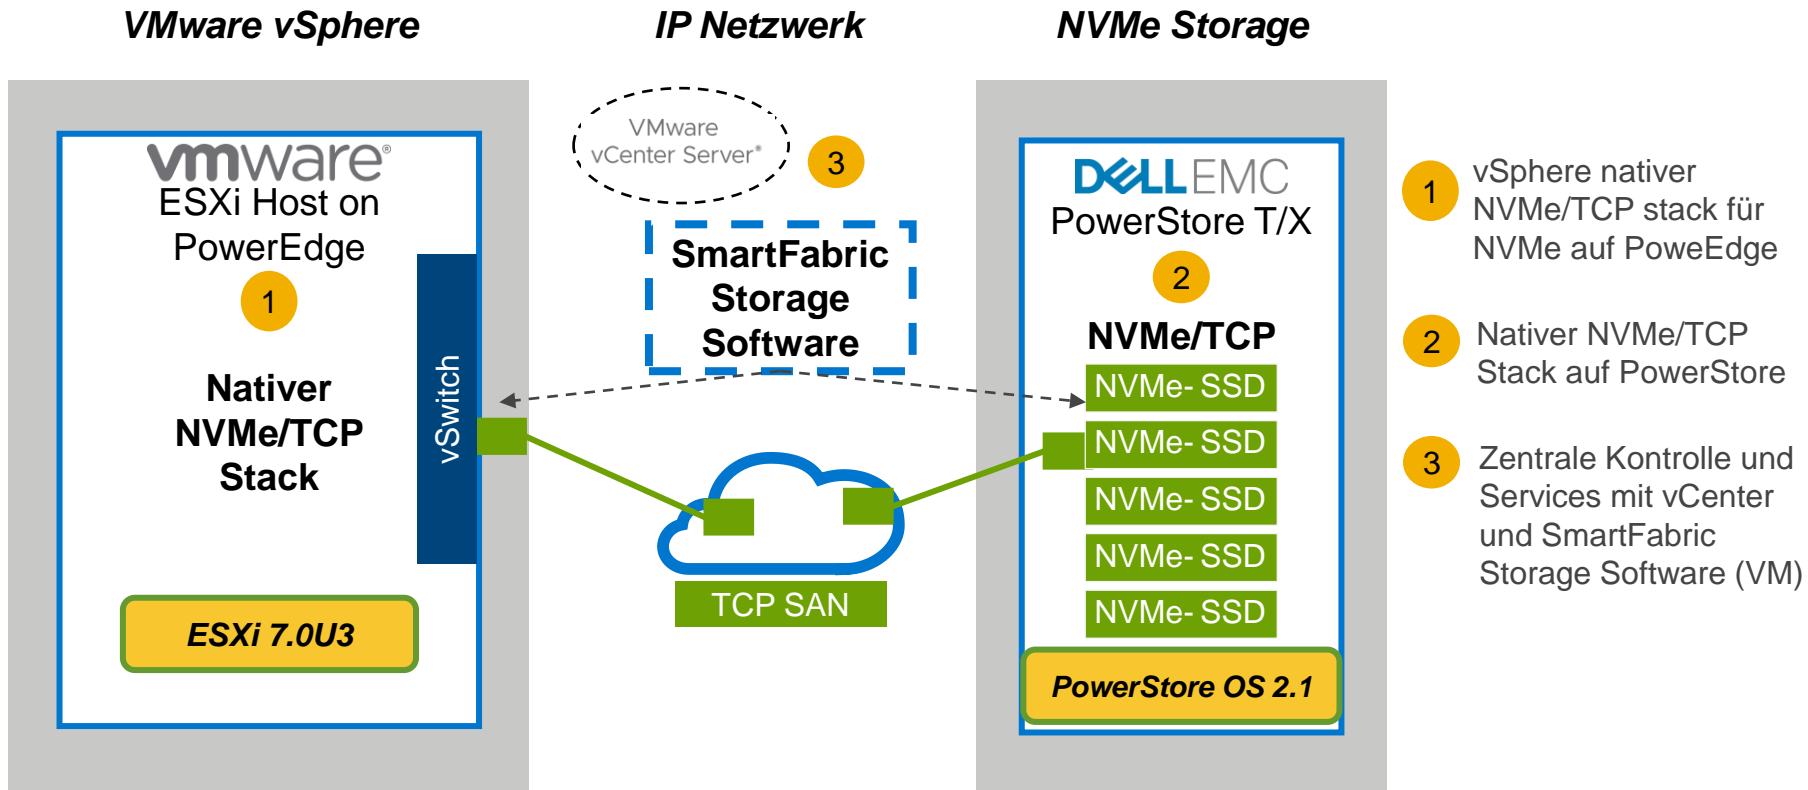 VMware vSphere
IP Netzwerk
NVMe Storage
vmware®
ESXi Host on
PowerEdge
1
Nativer
NVMe/TCP
Stack
vSwitch
ESXi 7.0U3
VMware
vCenter Server®
3
SmartFabric
Storage
Software
TCP SAN
DELL EMC
PowerStore T/X
2
NVMe/TCP
NVMe- SSD
NVMe- SSD
NVMe- SSD
NVMe- SSD
NVMe- SSD
PowerStore OS 2.1
1
vSphere nativer
NVMe/TCP stack für
NVMe auf PoweEdge
2
Nativer NVMe/TCP
Stack auf PowerStore
3
Zentrale Kontrolle und
Services mit vCenter
und SmartFabric
Storage Software (VM)